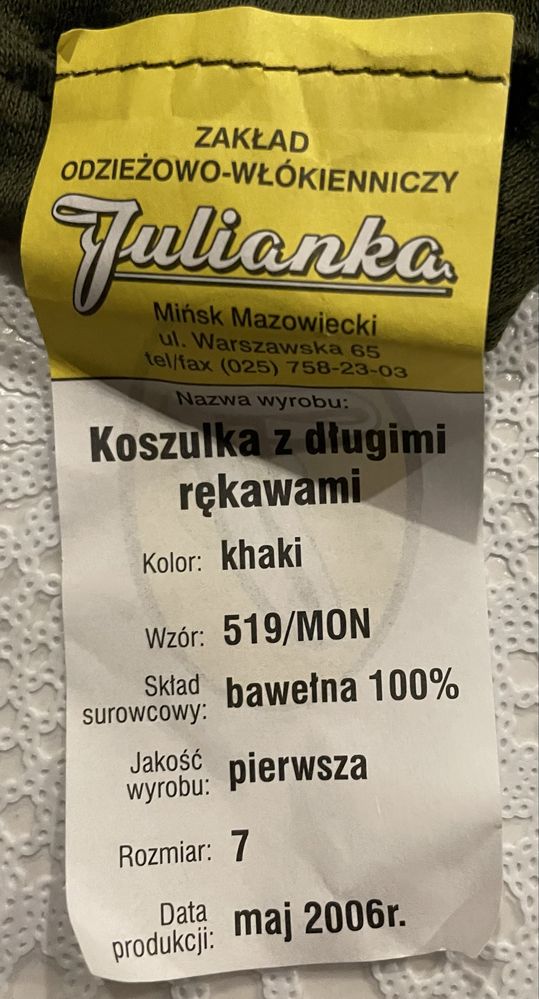 ZAKŁAD
ODZIEŻOWO-WŁÓKIENNICZY
Julianka
Mińsk Mazowiecki
ul. Warszawska 65
tel/fax (025) 758-23-03
Nazwa wyrobu:
Koszulka z długimi
rękawami
Kolor: khaki
Wzór: 519/MON
Skład
surowcowy: bawełna 100%
Jakość
wyrobu: pierwsza
Rozmiar: 7
Data
produkcji: maj 2006r.